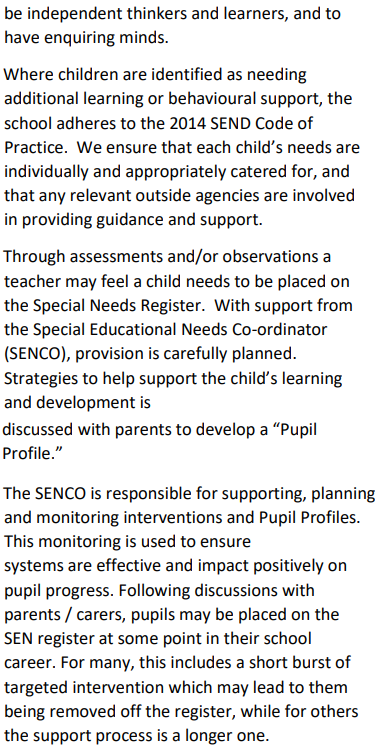 be independent thinkers and learners, and to
have enquiring minds.
Where children are identified as needing
additional learning or behavioural support, the
school adheres to the 2014 SEND Code of
Practice.  We ensure that each child’s needs are
individually and appropriately catered for, and
that any relevant outside agencies are involved
in providing guidance and support.
Through assessments and/or observations a
teacher may feel a child needs to be placed on
the Special Needs Register.  With support from
the Special Educational Needs Co-ordinator
(SENCO), provision is carefully planned.
Strategies to help support the child’s learning
and development is
discussed with parents to develop a “Pupil
Profile.”
The SENCO is responsible for supporting, planning
and monitoring interventions and Pupil Profiles.
This monitoring is used to ensure
systems are effective and impact positively on
pupil progress. Following discussions with
parents / carers, pupils may be placed on the
SEN register at some point in their school
career. For many, this includes a short burst of
targeted intervention which may lead to them
being removed off the register, while for others
the support process is a longer one.